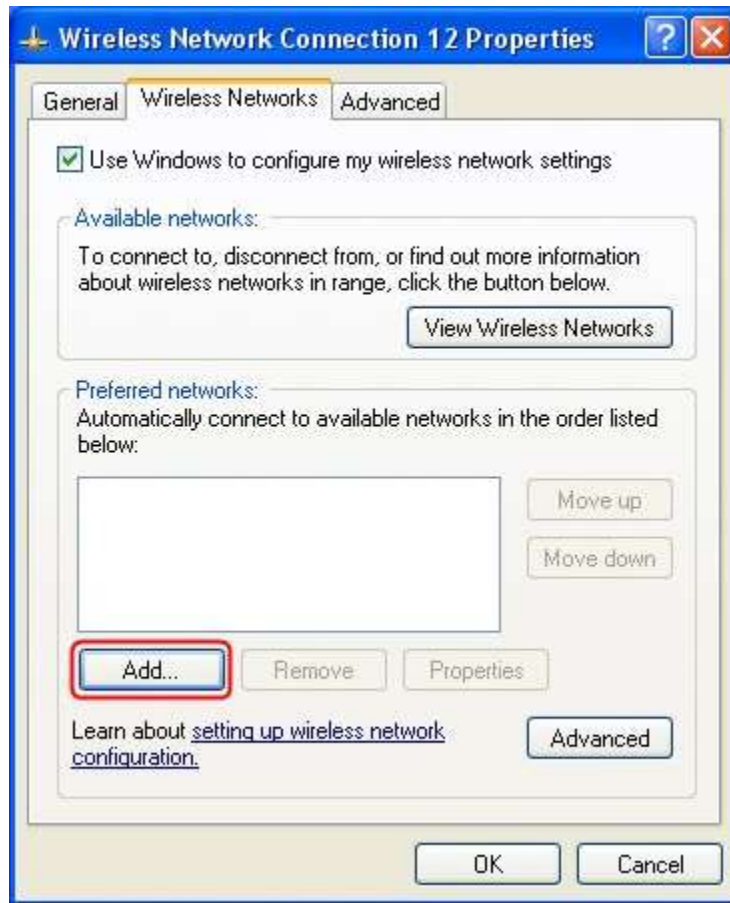 Wireless Network Connection 12 Properties
General
Wireless Networks
Advanced
Use Windows to configure my wireless network settings
Available networks:
To connect to, disconnect from, or find out more information
about wireless networks in range, click the button below.
View Wireless Networks
Preferred networks:
Automatically connect to available networks in the order listed
below:
Move up
Move down
Add...
Remove
Properties
Learn about setting up wireless network
configuration.
Advanced
OK
Cancel